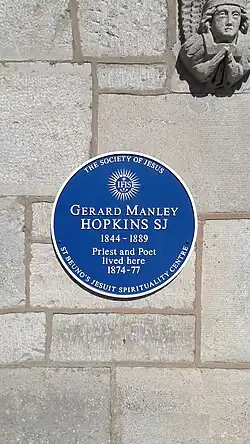 THE SOCIETY OF JESUS
IHS
GERARD MANLEY
HOPKINS SJ
1844 - 1889
Priest and Poet
lived here
1874-77
ST BEUNO'S JESUIT SPIRITUALITY CENTRE